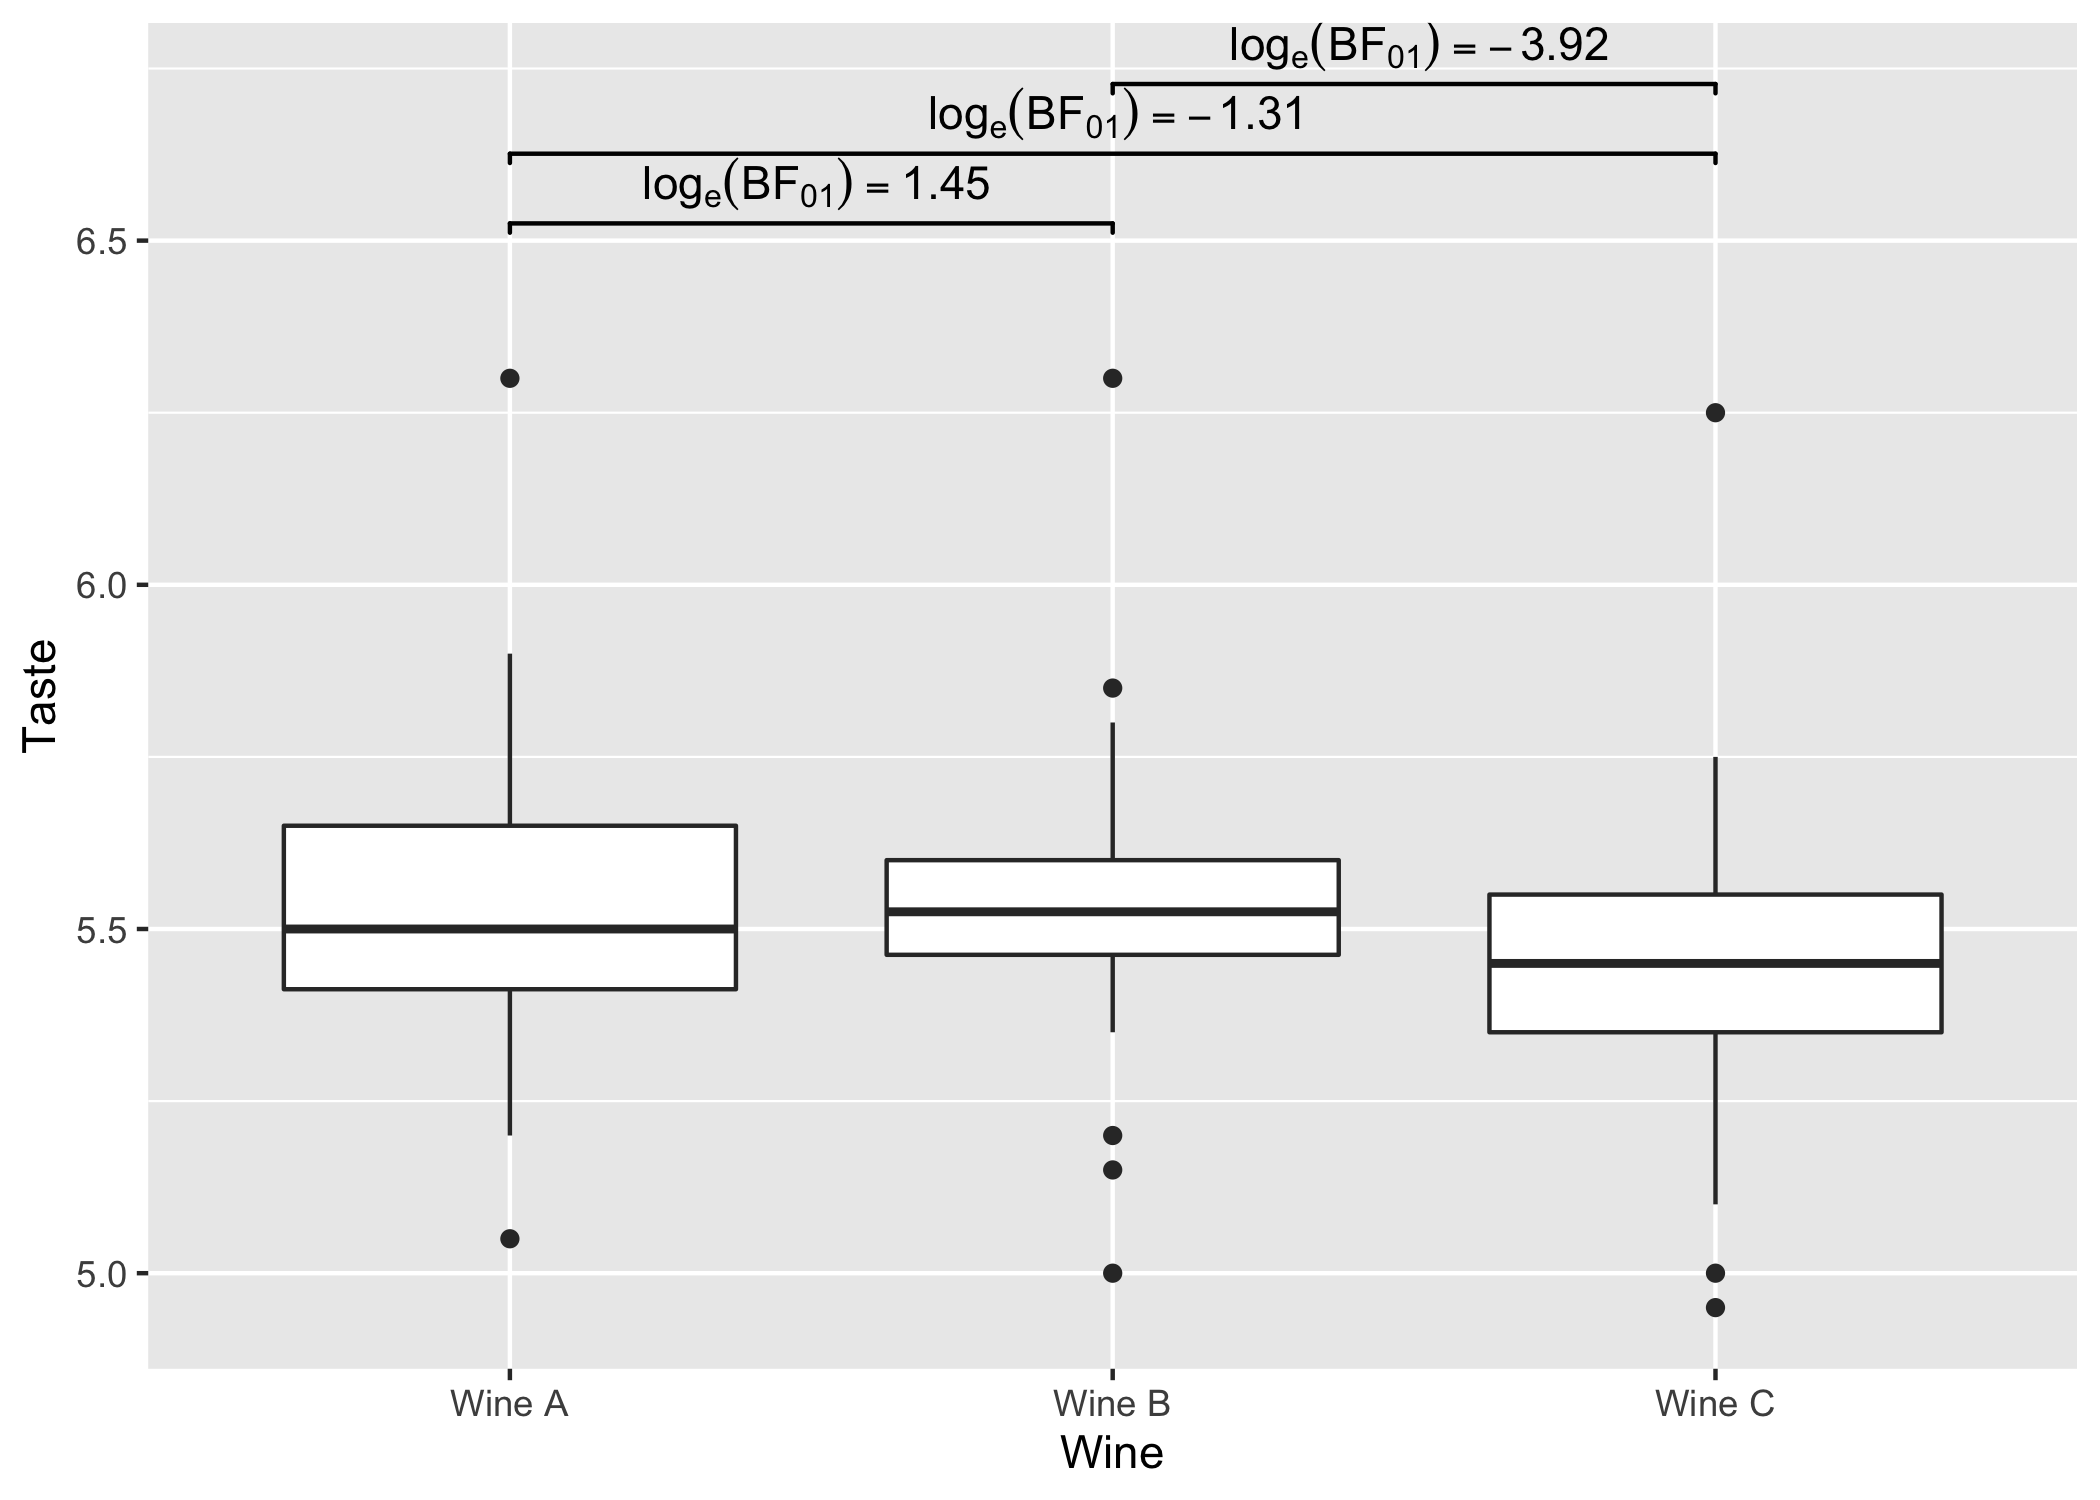 logₑ(BF₀₁) = −3.92
logₑ(BF₀₁) = −1.31
logₑ(BF₀₁) = 1.45
6.5
6.0
5.5
5.0
Taste
Wine A
Wine B
Wine C
Wine